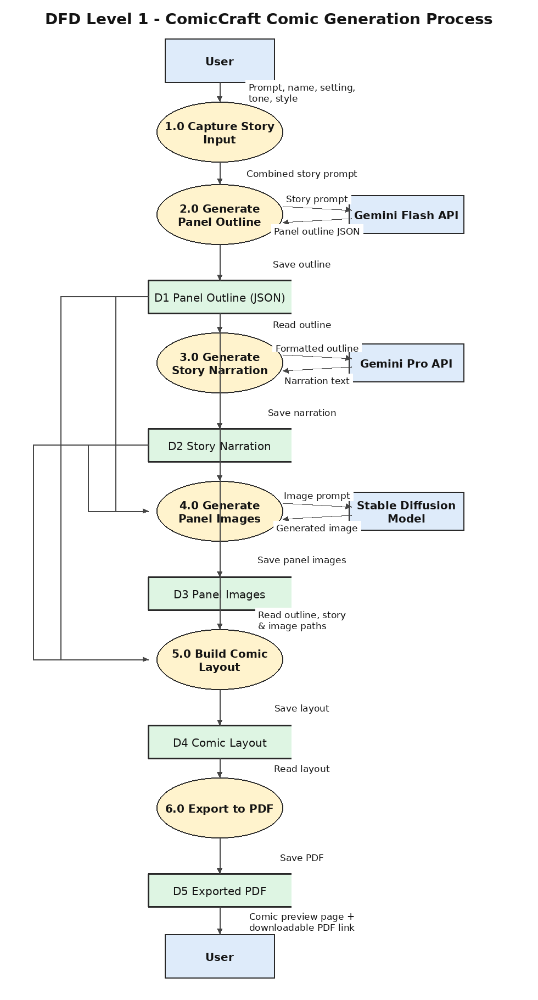 DFD Level 1 - ComicCraft Comic Generation Process
User
Prompt, name, setting,
tone, style
1.0 Capture Story
Input
Combined story prompt
2.0 Generate
Panel Outline
Story prompt
Gemini Flash API
Panel outline JSON
Save outline
D1 Panel Outline (JSON)
Read outline
3.0 Generate
Story Narration
Formatted outline
Gemini Pro API
Narration text
Save narration
D2 Story Narration
4.0 Generate
Panel Images
Image prompt
Stable Diffusion
Model
Generated image
Save panel images
D3 Panel Images
Read outline, story
& image paths
5.0 Build Comic
Layout
Save layout
D4 Comic Layout
Read layout
6.0 Export to PDF
Save PDF
D5 Exported PDF
Comic preview page +
downloadable PDF link
User